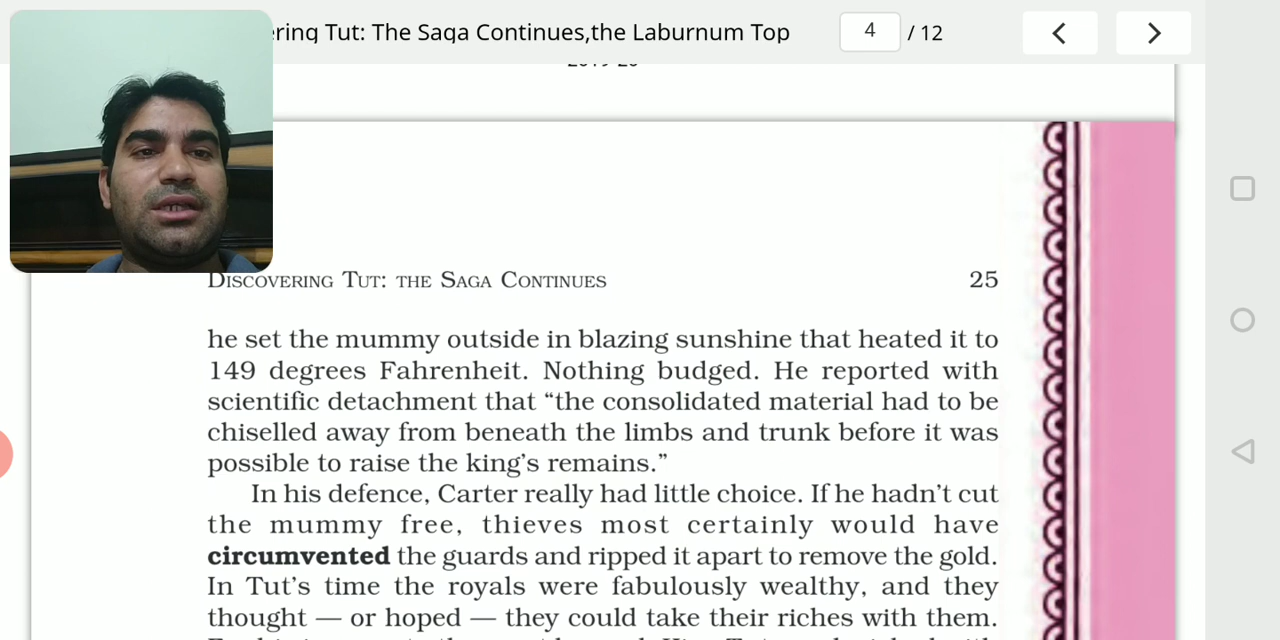 ering Tut: The Saga Continues,the Laburnum Top 4 / 12
DISCOVERING TUT: THE SAGA CONTINUES 25
he set the mummy outside in blazing sunshine that heated it to
149 degrees Fahrenheit. Nothing budged. He reported with
scientific detachment that “the consolidated material had to be
chiselled away from beneath the limbs and trunk before it was
possible to raise the king’s remains.”
In his defence, Carter really had little choice. If he hadn’t cut
the mummy free, thieves most certainly would have
circumvented the guards and ripped it apart to remove the gold.
In Tut’s time the royals were fabulously wealthy, and they
thought — or hoped — they could take their riches with them.